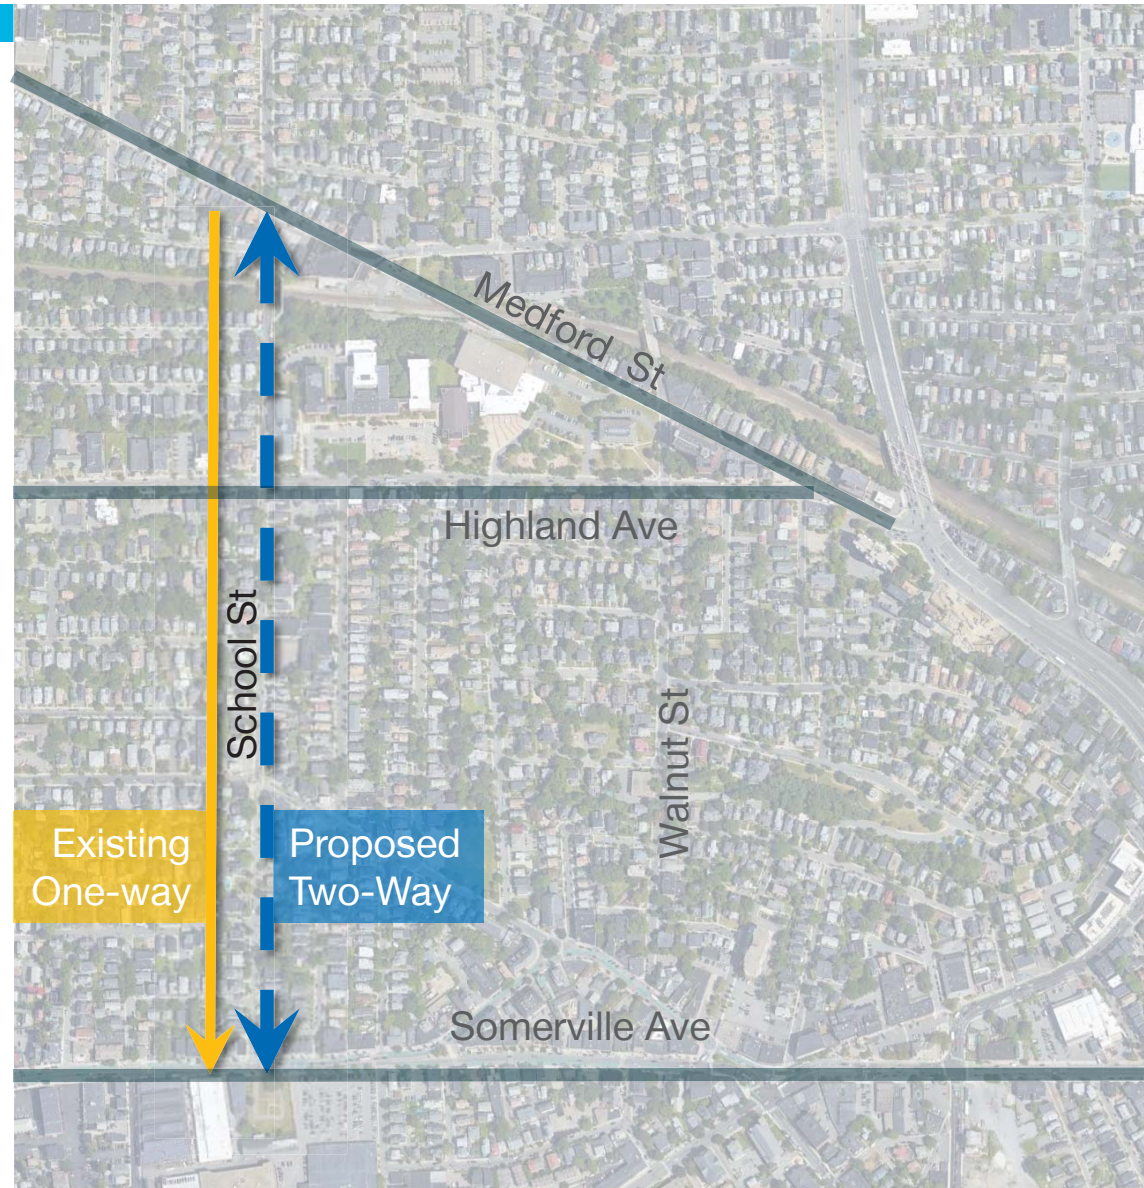 Medford St
Highland Ave
School St
Walnut St
Existing
One-way
Proposed
Two-Way
Somerville Ave